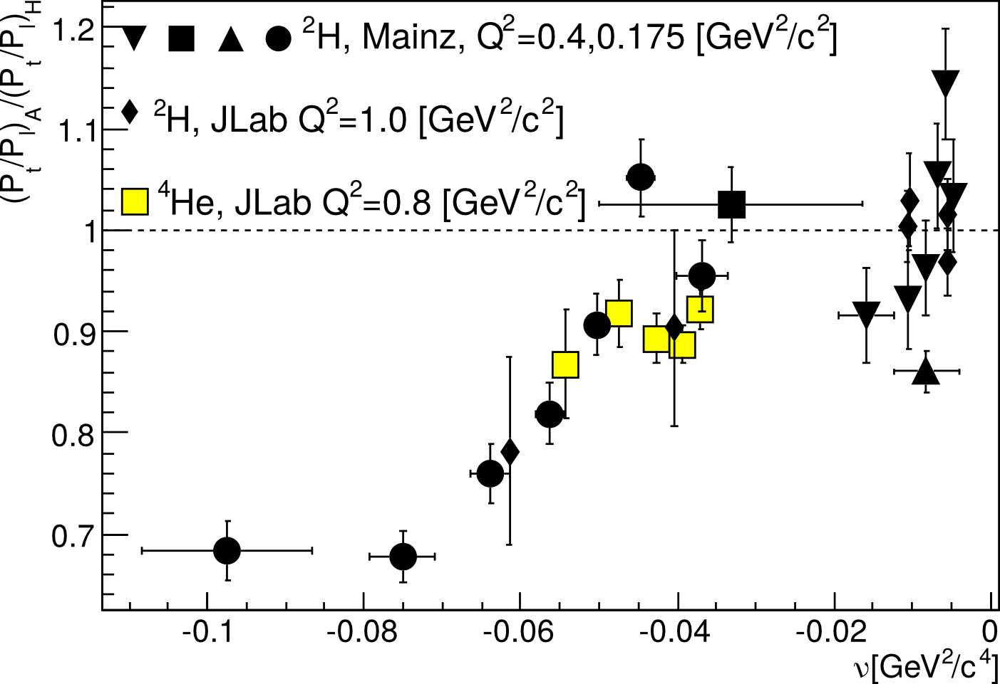 (Pt/Pl)A/(Pt/Pl)H
1.2
²H, Mainz, Q²=0.4,0.175 [GeV²/c²]
1.1
²H, JLab Q²=1.0 [GeV²/c²]
⁴He, JLab Q²=0.8 [GeV²/c²]
1
0.9
0.8
0.7
-0.1 -0.08 -0.06 -0.04 -0.02 0
ν[GeV²/c⁴]